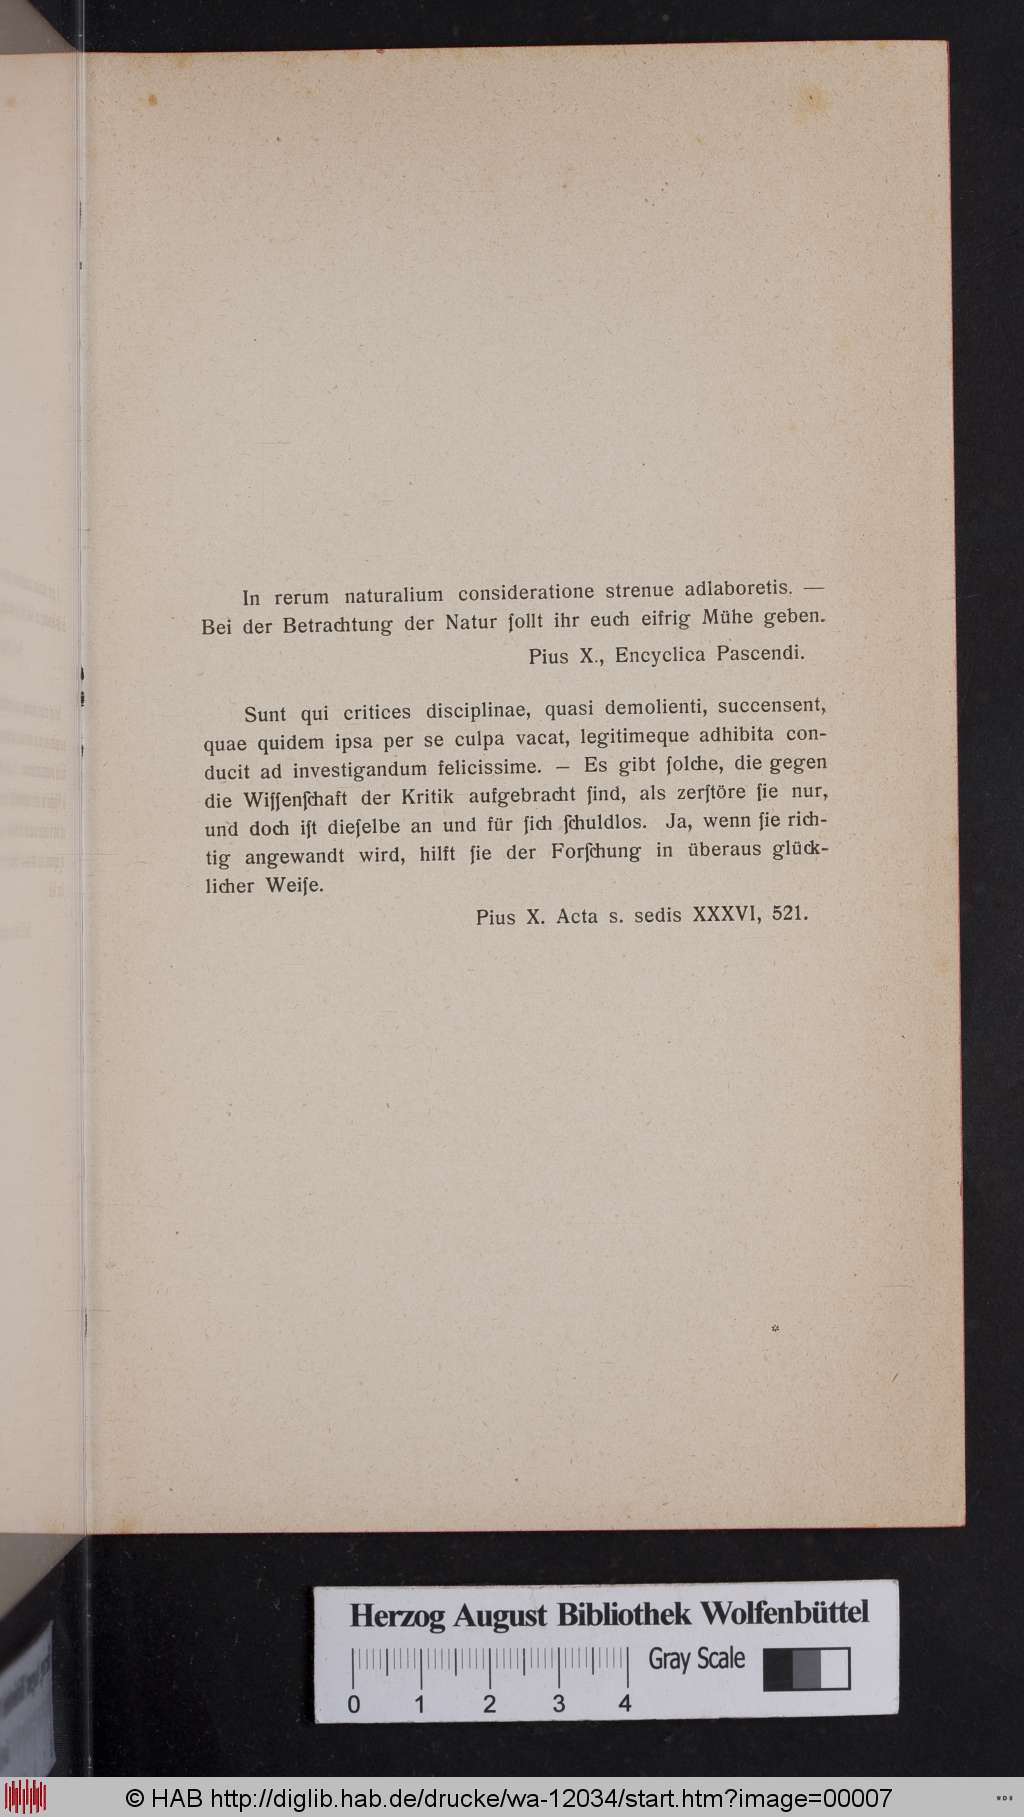 In rerum naturalium consideratione strenue adlaboretis. —
Bei der Betrachtung der Natur ſollt ihr euch eifrig Mühe geben.
Pius X., Encyclica Pascendi.
Sunt qui critices disciplinae, quasi demolienti, succensent,
quae quidem ipsa per se culpa vacat, legitimeque adhibita con-
ducit ad investigandum felicissime. — Es gibt ſolche, die gegen
die Wiſſenſchaft der Kritik aufgebracht ſind, als zerſtöre ſie nur,
und doch iſt dieſelbe an und für ſich ſchuldlos. Ja, wenn ſie rich-
tig angewandt wird, hilft ſie der Forſchung in überaus glück-
licher Weiſe.
Pius X. Acta s. sedis XXXVI, 521.
*
Herzog August Bibliothek Wolfenbüttel
Gray Scale
0 1 2 3 4
© HAB http://diglib.hab.de/drucke/wa-12034/start.htm?image=00007